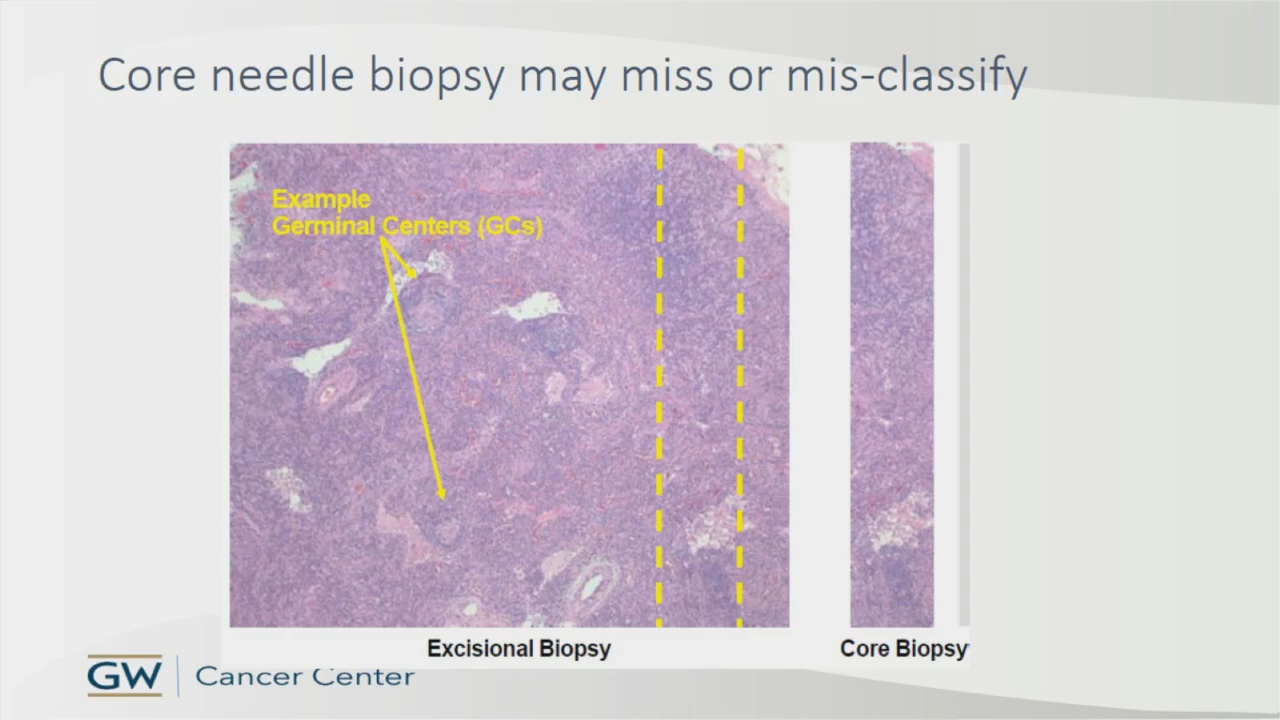 Core needle biopsy may miss or mis-classify
Example
Germinal Centers (GCs)
Excisional Biopsy
Core Biopsy
GW Cancer Center